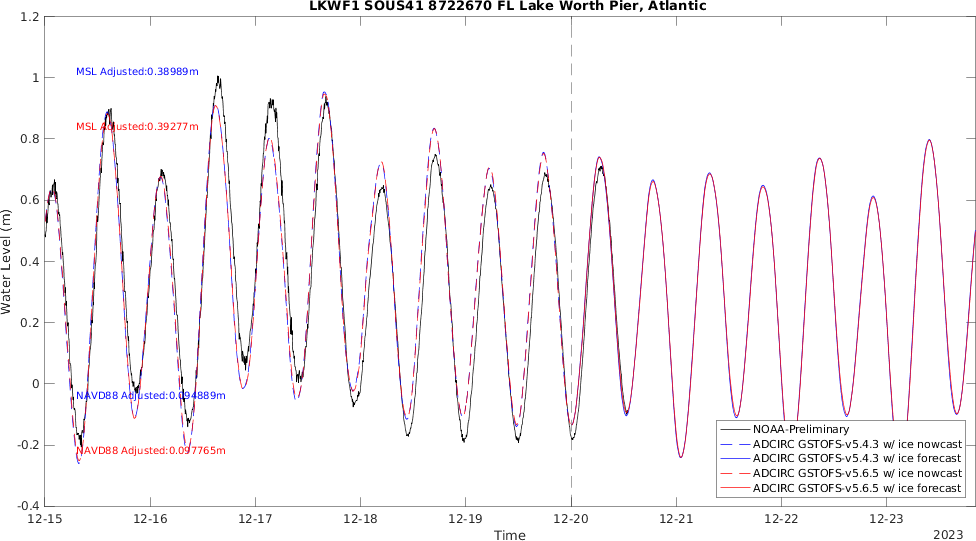 LKWF1 SOUS41 8722670 FL Lake Worth Pier, Atlantic
1.2
1
0.8
0.6
0.4
0.2
0
-0.2
-0.4
Water Level (m)
MSL Adjusted:0.38989m
MSL Adjusted:0.39277m
NAVD88 Adjusted:0.094889m
NAVD88 Adjusted:0.097765m
NOAA-Preliminary
ADCIRC GSTOFS-v5.4.3 w/ ice nowcast
ADCIRC GSTOFS-v5.4.3 w/ ice forecast
ADCIRC GSTOFS-v5.6.5 w/ ice nowcast
ADCIRC GSTOFS-v5.6.5 w/ ice forecast
12-15 12-16 12-17 12-18 12-19 12-20 12-21 12-22 12-23
Time
2023